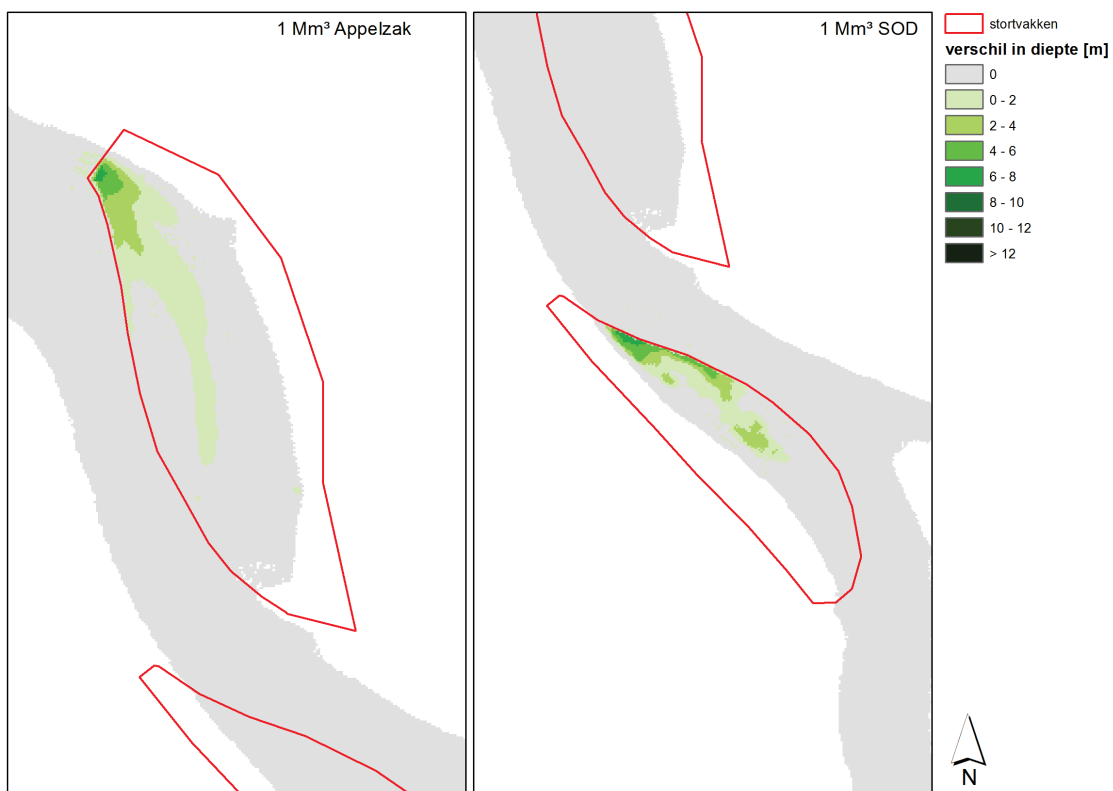 1 Mm³ Appelzak
1 Mm³ SOD
stortvakken
verschil in diepte [m]
0
0 - 2
2 - 4
4 - 6
6 - 8
8 - 10
10 - 12
> 12
N